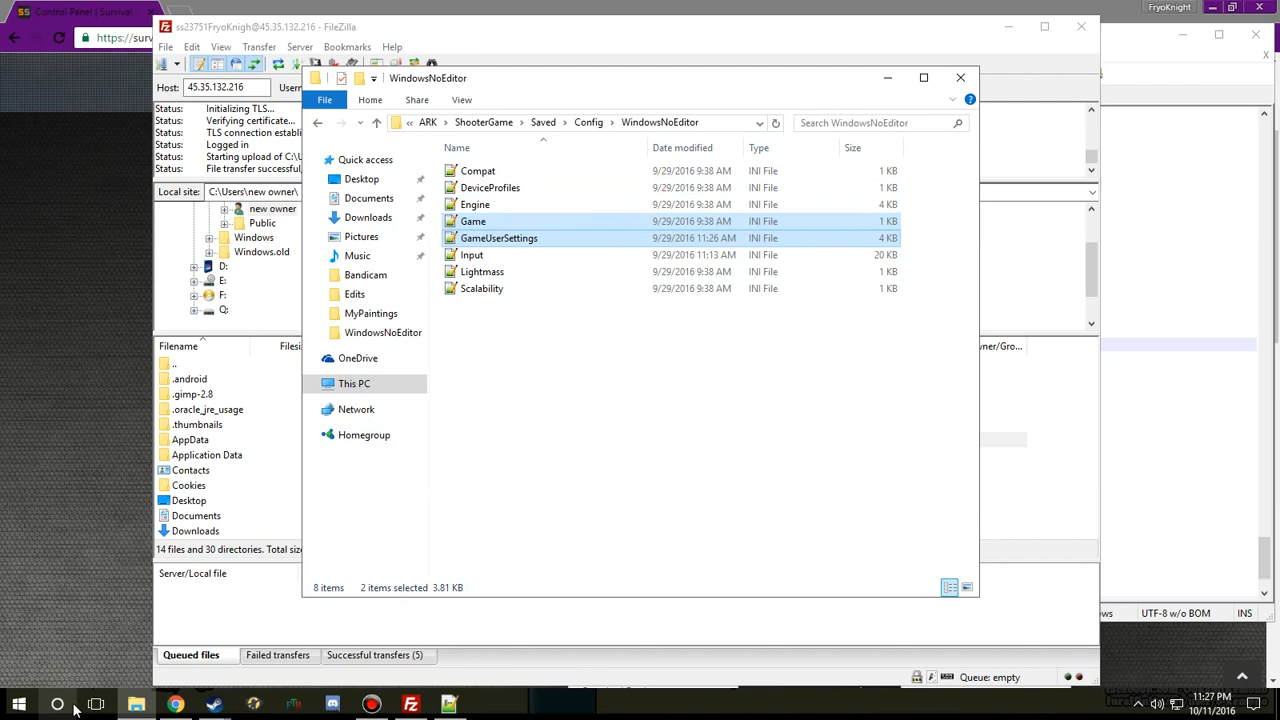 Control Panel | Survival
FryoKnight
https://surv
ss23751FryoKnigh@45.35.132.216 - FileZilla
File Edit View Transfer Server Bookmarks Help
Host: 45.35.132.216 Usern
Status: Initializing TLS...
Status: Verifying certificate...
Status: TLS connection establi
Status: Logged in
Status: Starting upload of C:\U
Status: File transfer successful,
Local site: C:\Users\new owner\
new owner
Public
Windows
Windows.old
D:
E:
F:
Q:
Filename Filesi
..
.android
.gimp-2.8
.oracle_jre_usage
.thumbnails
AppData
Application Data
Contacts
Cookies
Desktop
Documents
Downloads
14 files and 30 directories. Total size
Server/Local file
Queued files Failed transfers Successful transfers (5)
Queue: empty
wner/Gro...
WindowsNoEditor
File Home Share View
« ARK > ShooterGame > Saved > Config > WindowsNoEditor
Search WindowsNoEditor
Name Date modified Type Size
Compat 9/29/2016 9:38 AM INI File 1 KB
DeviceProfiles 9/29/2016 9:38 AM INI File 1 KB
Engine 9/29/2016 9:38 AM INI File 4 KB
Game 9/29/2016 9:38 AM INI File 1 KB
GameUserSettings 9/29/2016 11:26 AM INI File 4 KB
Input 9/29/2016 11:13 AM INI File 20 KB
Lightmass 9/29/2016 9:38 AM INI File 1 KB
Scalability 9/29/2016 9:38 AM INI File 1 KB
Quick access
Desktop
Documents
Downloads
Pictures
Music
Bandicam
Edits
MyPaintings
WindowsNoEditor
OneDrive
This PC
Network
Homegroup
8 items 2 items selected 3.81 KB
ows UTF-8 w/o BOM INS
11:27 PM
10/11/2016